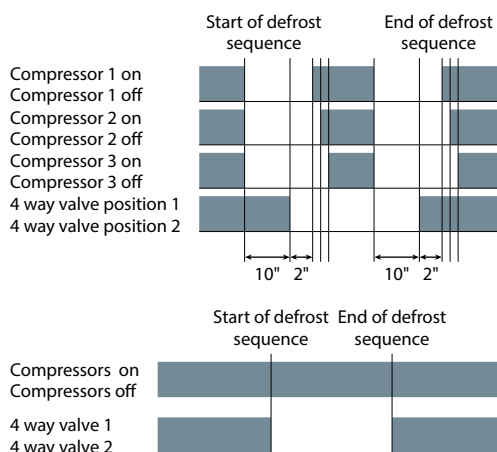 Start of defrost
sequence
End of defrost
sequence
Compressor 1 on
Compressor 1 off
Compressor 2 on
Compressor 2 off
Compressor 3 on
Compressor 3 off
4 way valve position 1
4 way valve position 2
10" 2" 10" 2"
Start of defrost
sequence
End of defrost
sequence
Compressors on
Compressors off
4 way valve 1
4 way valve 2